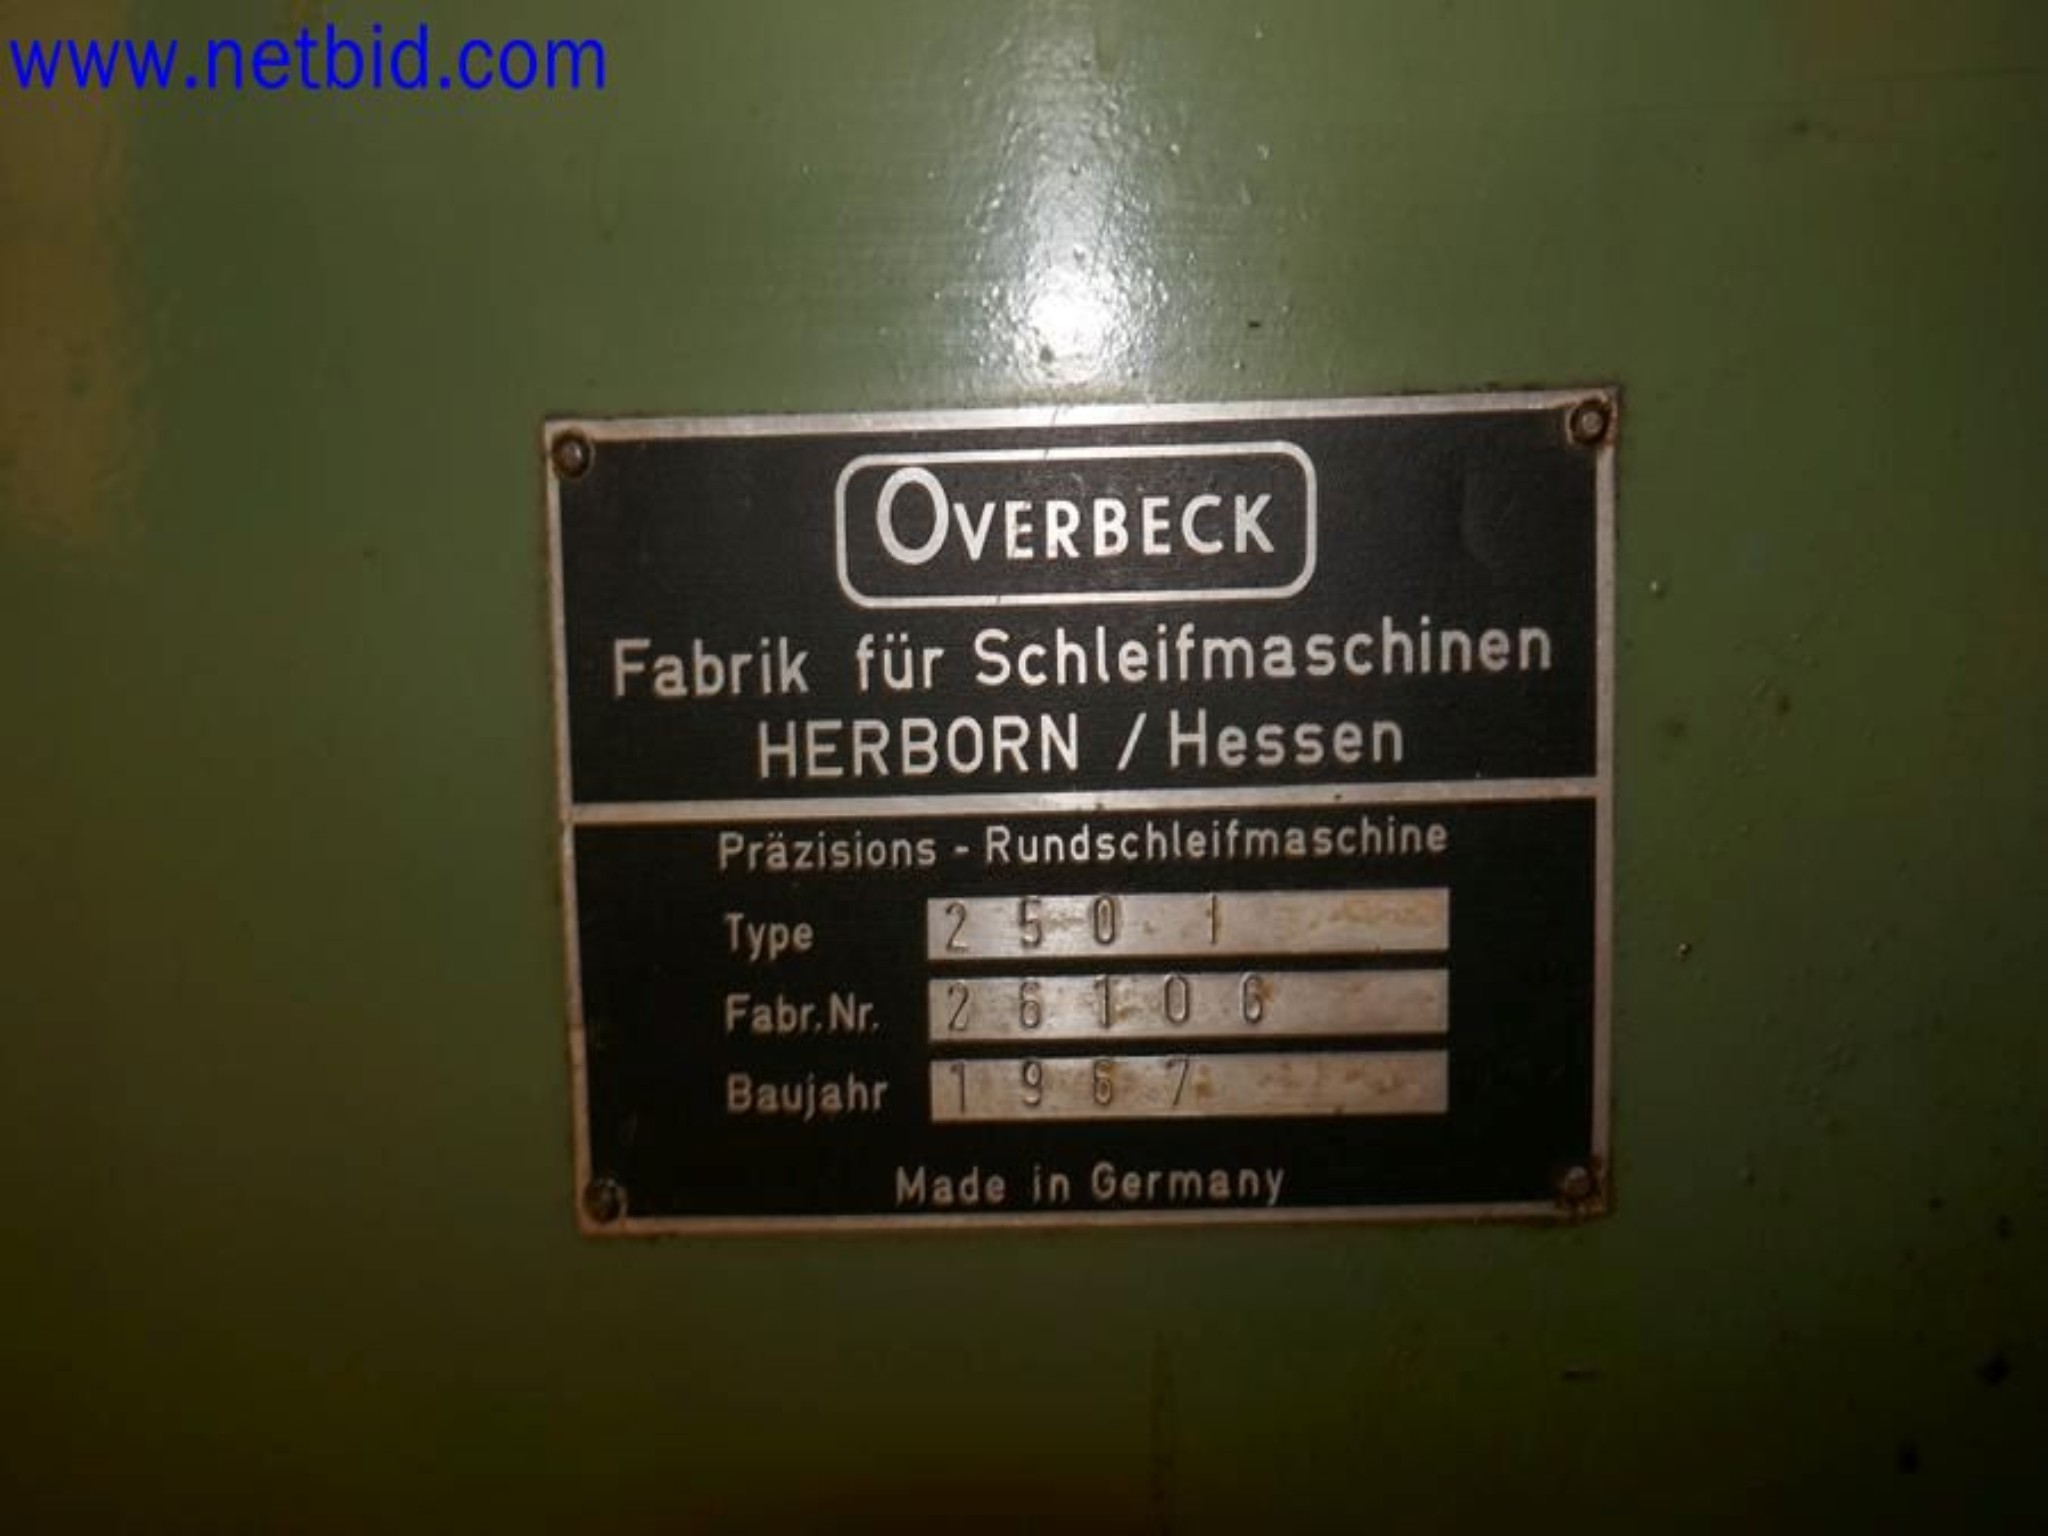 www.netbid.com
OVERBECK
Fabrik für Schleifmaschinen
HERBORN / Hessen
Präzisions - Rundschleifmaschine
Type 250 I
Fabr.Nr. 26106
Baujahr 1967
Made in Germany